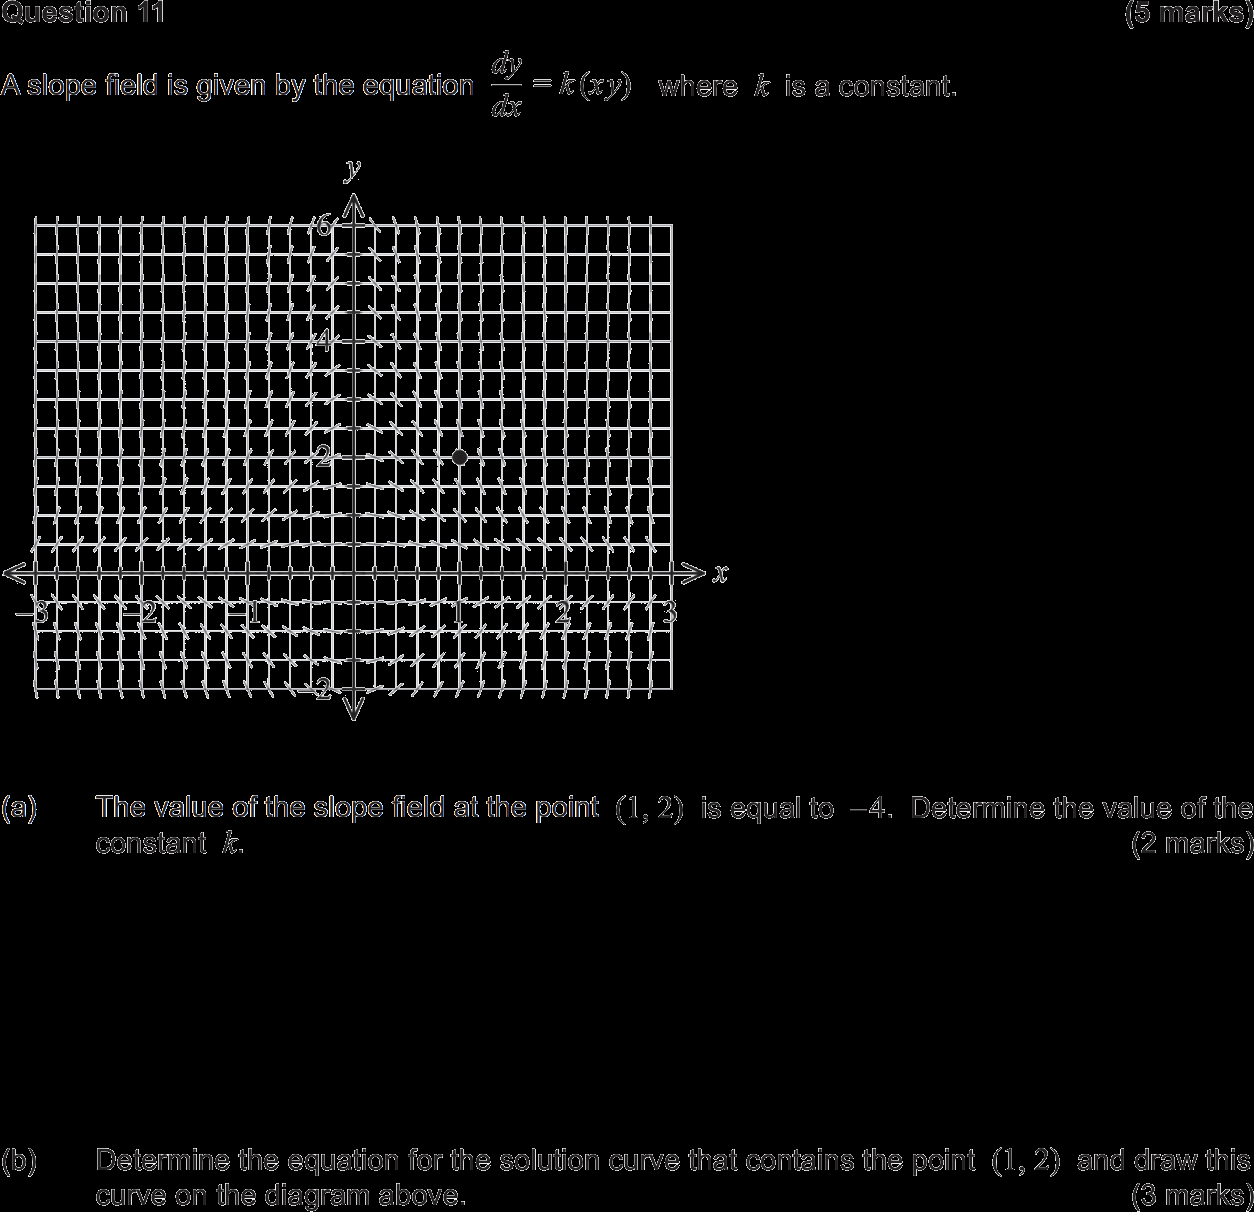 Question 11 (5 marks)
A slope field is given by the equation dy/dx = k(xy) where k is a constant.
y
6
4
2
x
−3 −2 −1 1 2 3
−2
(a) The value of the slope field at the point (1, 2) is equal to −4. Determine the value of the
constant k. (2 marks)
(b) Determine the equation for the solution curve that contains the point (1, 2) and draw this
curve on the diagram above. (3 marks)